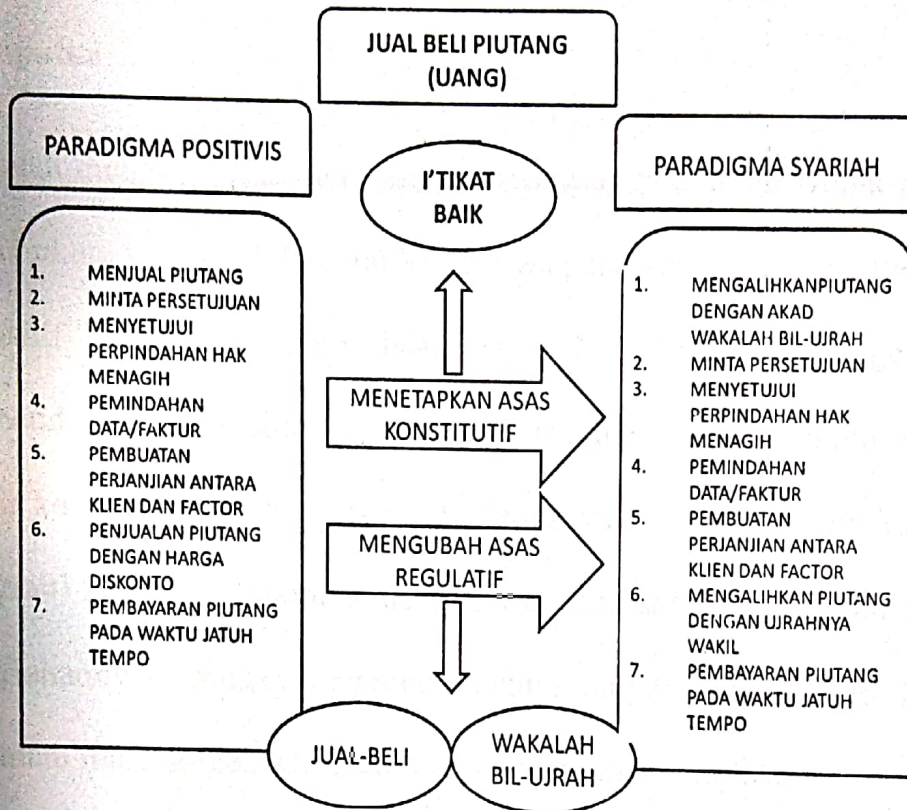 JUAL BELI PIUTANG
(UANG)
PARADIGMA POSITIVIS
I'TIKAT
BAIK
PARADIGMA SYARIAH
1. MENJUAL PIUTANG
2. MINTA PERSETUJUAN
3. MENYETUJUI
PERPINDAHAN HAK
MENAGIH
4. PEMINDAHAN
DATA/FAKTUR
5. PEMBUATAN
PERJANJIAN ANTARA
KLIEN DAN FACTOR
6. PENJUALAN PIUTANG
DENGAN HARGA
DISKONTO
7. PEMBAYARAN PIUTANG
PADA WAKTU JATUH
TEMPO
MENETAPKAN ASAS
KONSTITUTIF
MENGUBAH ASAS
REGULATIF
1. MENGALIHKANPIUTANG
DENGAN AKAD
WAKALAH BIL-UJRAH
2. MINTA PERSETUJUAN
3. MENYETUJUI
PERPINDAHAN HAK
MENAGIH
4. PEMINDAHAN
DATA/FAKTUR
5. PEMBUATAN
PERJANJIAN ANTARA
KLIEN DAN FACTOR
6. MENGALIHKAN PIUTANG
DENGAN UJRAHNYA
WAKIL
7. PEMBAYARAN PIUTANG
PADA WAKTU JATUH
TEMPO
JUAL-BELI
WAKALAH
BIL-UJRAH